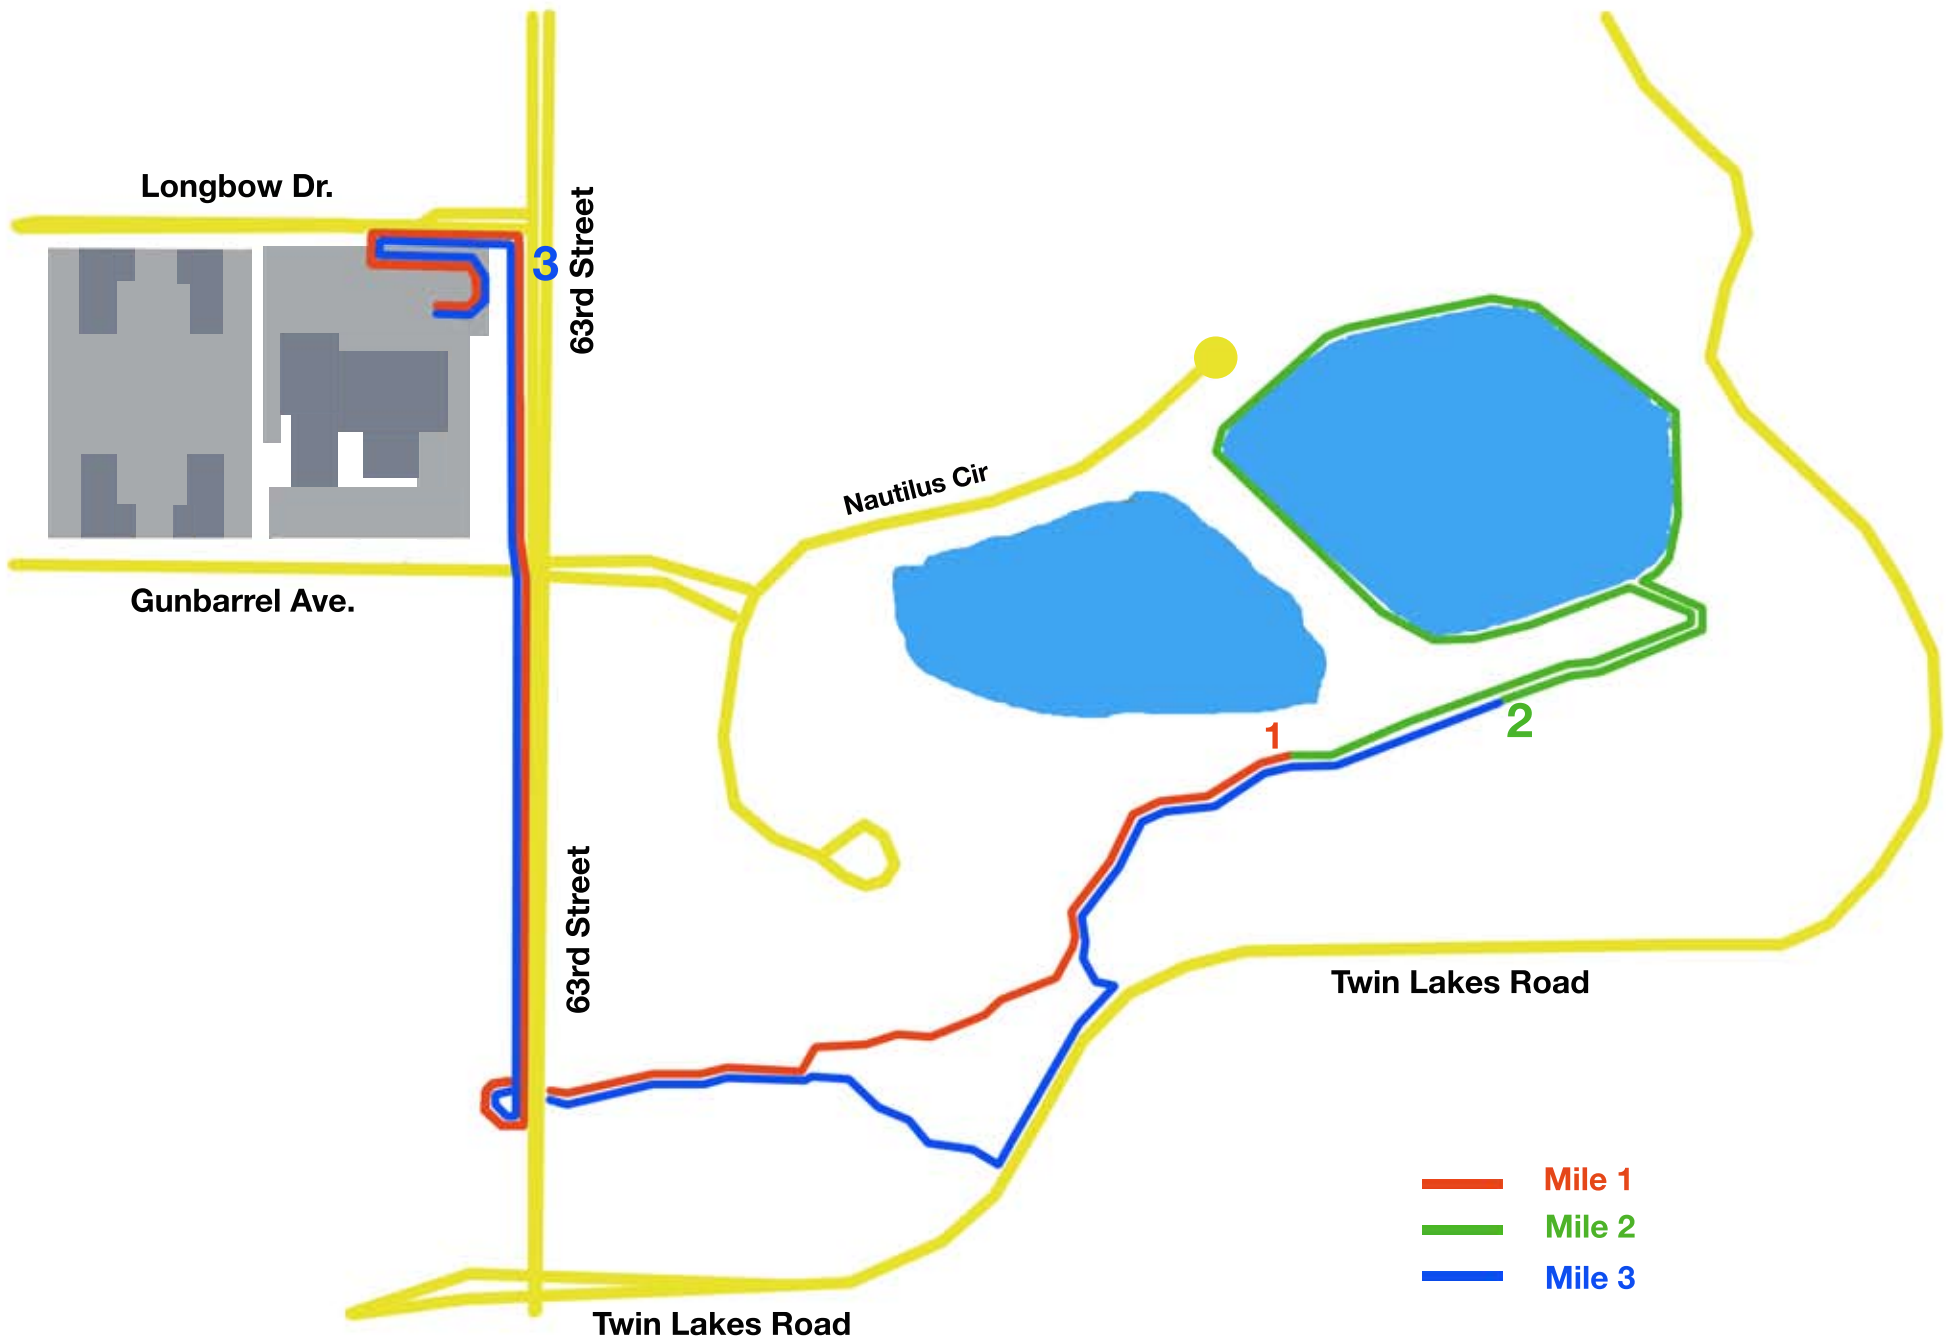 Longbow Dr.
63rd Street
3
Nautilus Cir
Gunbarrel Ave.
1
2
63rd Street
Twin Lakes Road
Mile 1
Mile 2
Mile 3
Twin Lakes Road